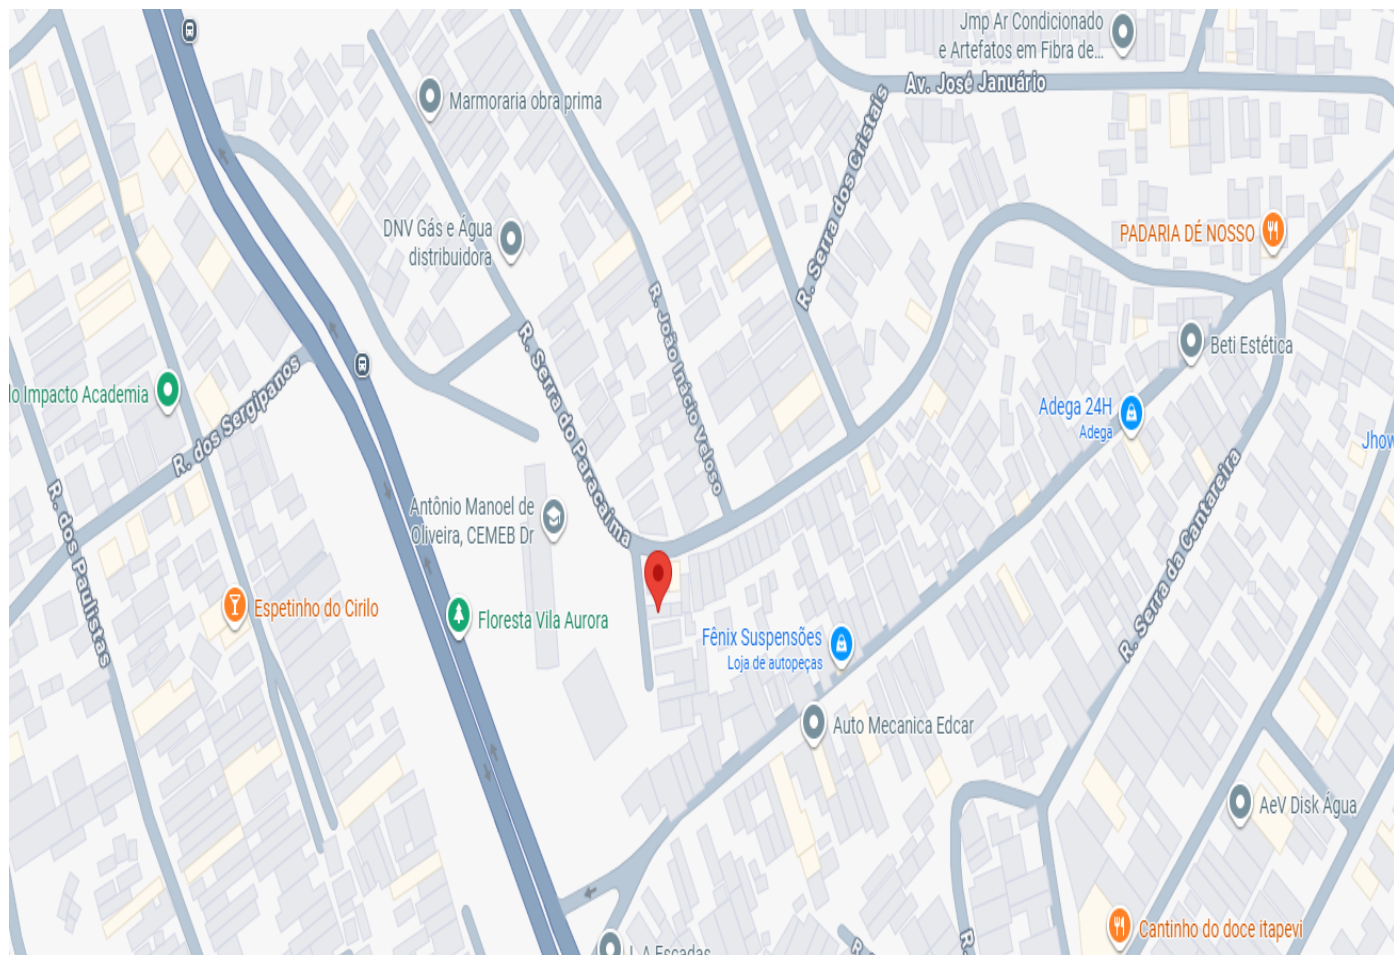 Jmp Ar Condicionado
e Artefatos em Fibra de...
Av. José Januário
Marmoraria obra prima
R. Serra dos Cristais
DNV Gás e Água
distribuidora
PADARIA DÉ NOSSO
R. João Inácio Veloso
R. Serra do Paracaima
Beti Estética
lo Impacto Academia
R. dos Sergipanos
Adega 24H
Adega
Jhow
R. dos Paulistas
Antônio Manoel de
Oliveira, CEMEB Dr
R. Serra da Cantareira
Espetinho do Cirilo
Floresta Vila Aurora
Fênix Suspensões
Loja de autopeças
Auto Mecanica Edcar
AeV Disk Água
Cantinho do doce itapevi
R.
R.